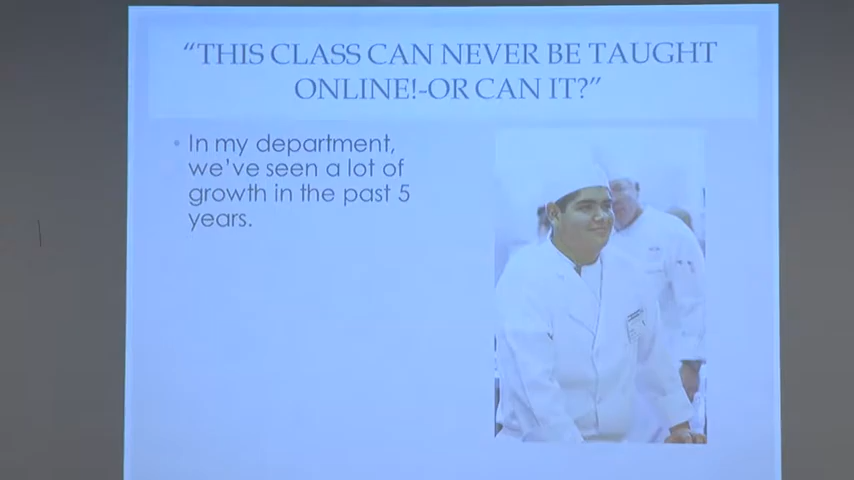 “THIS CLASS CAN NEVER BE TAUGHT
ONLINE!-OR CAN IT?”
• In my department,
we’ve seen a lot of
growth in the past 5
years.